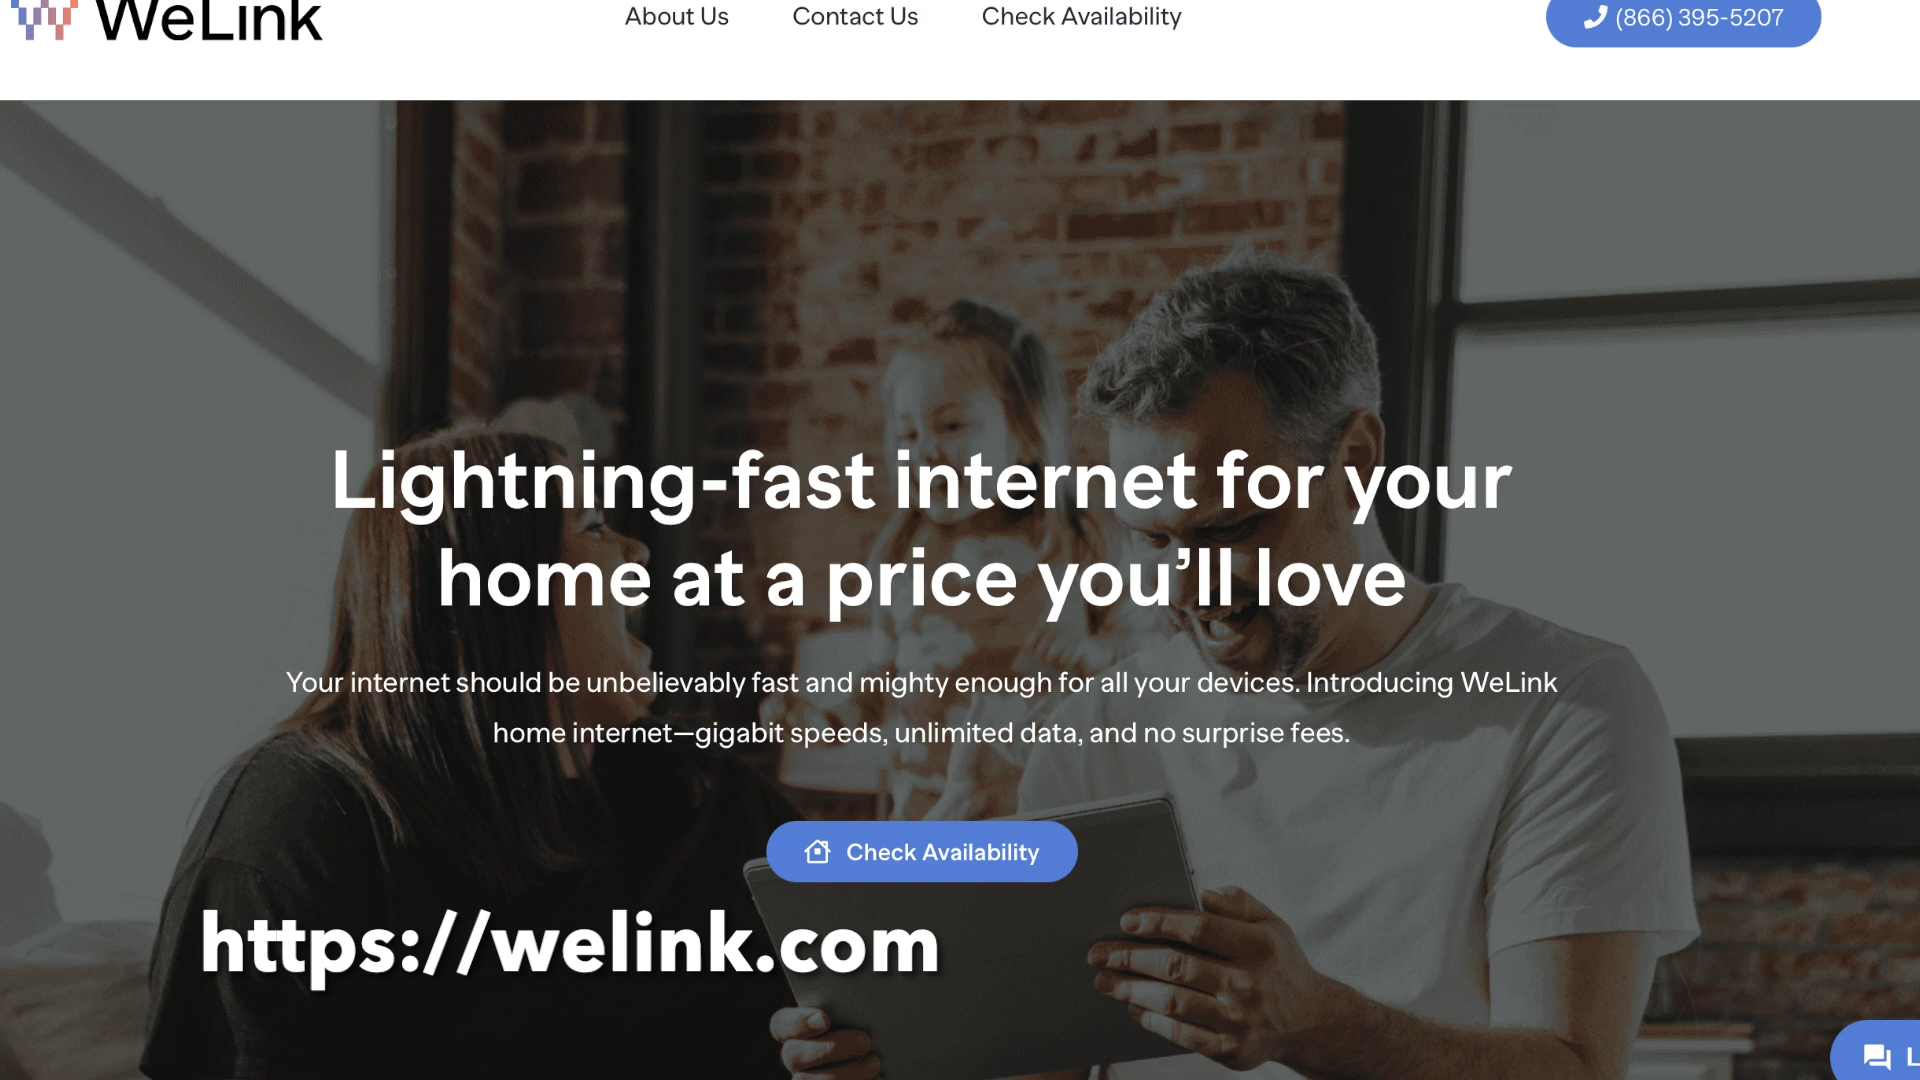 WeLink
About Us
Contact Us
Check Availability
(866) 395-5207
Lightning-fast internet for your
home at a price you’ll love
Your internet should be unbelievably fast and mighty enough for all your devices. Introducing WeLink
home internet—gigabit speeds, unlimited data, and no surprise fees.
Check Availability
https://welink.com